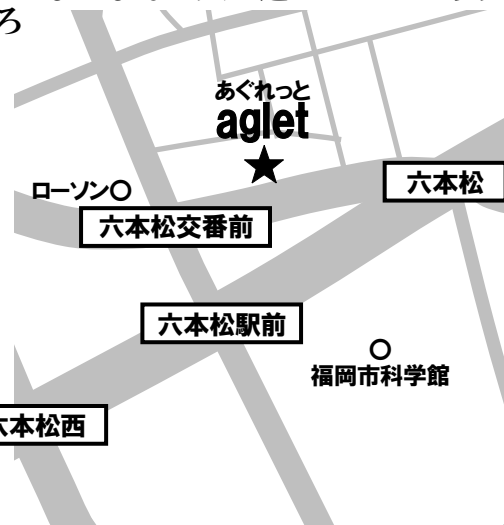 ろ
あぐれっと
aglet
ローソン
六本松
六本松交番前
六本松駅前
福岡市科学館
本松西